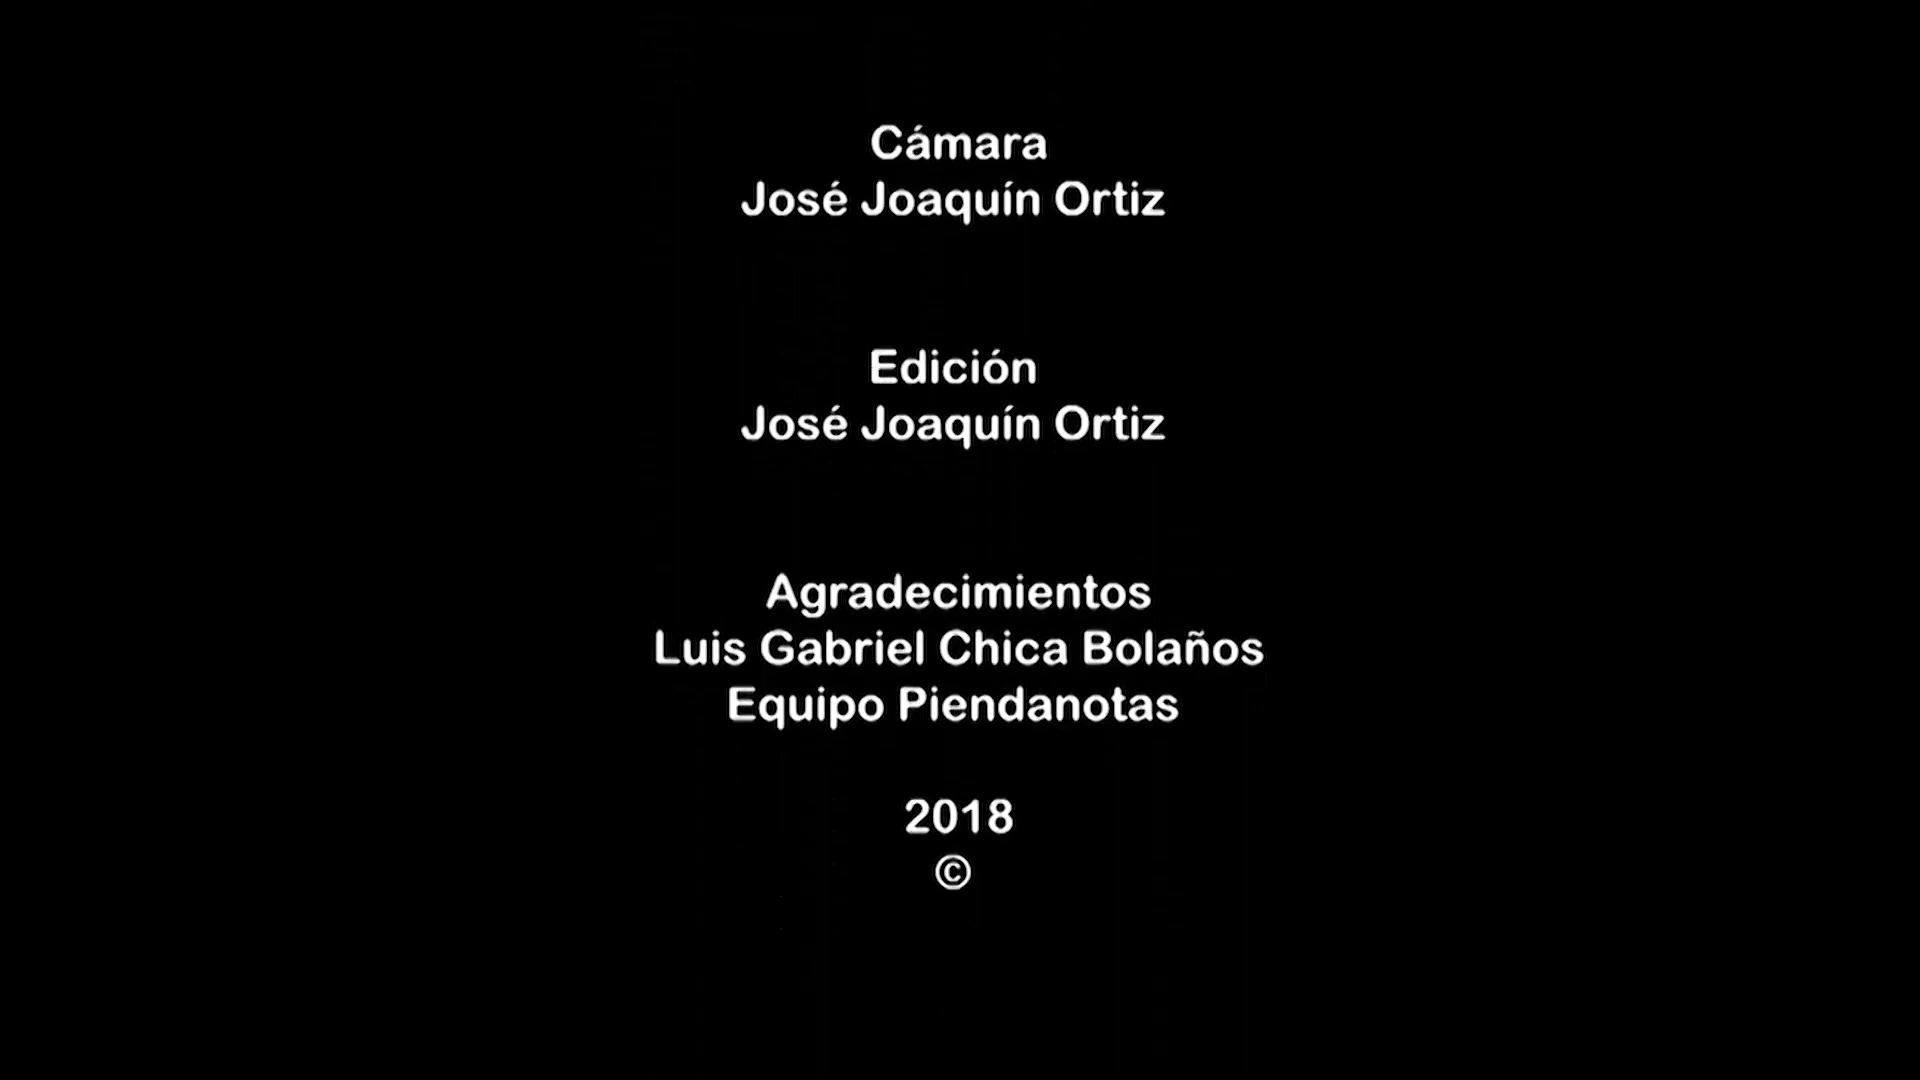 Cámara
José Joaquín Ortiz
Edición
José Joaquín Ortiz
Agradecimientos
Luis Gabriel Chica Bolaños
Equipo Piendanotas
2018
©